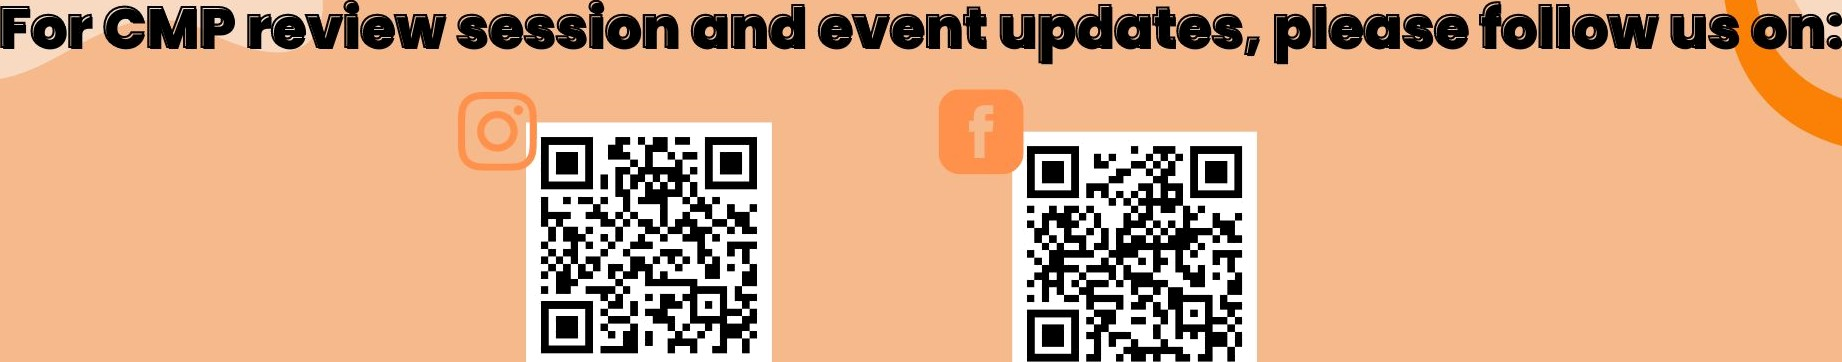 For CMP review session and event updates, please follow us on: